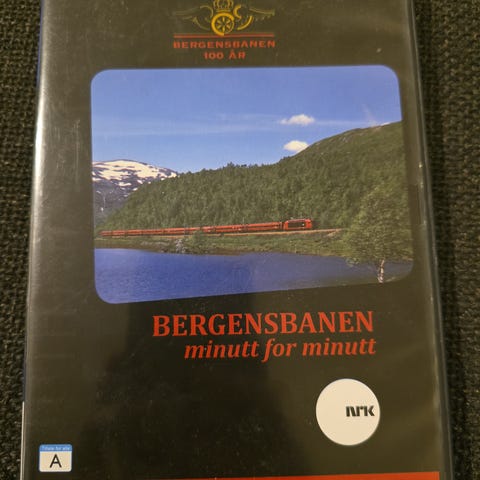 BERGENSBANEN
100 ÅR
BERGENSBANEN
minutt for minutt
NRK
Tillatt for alle
A